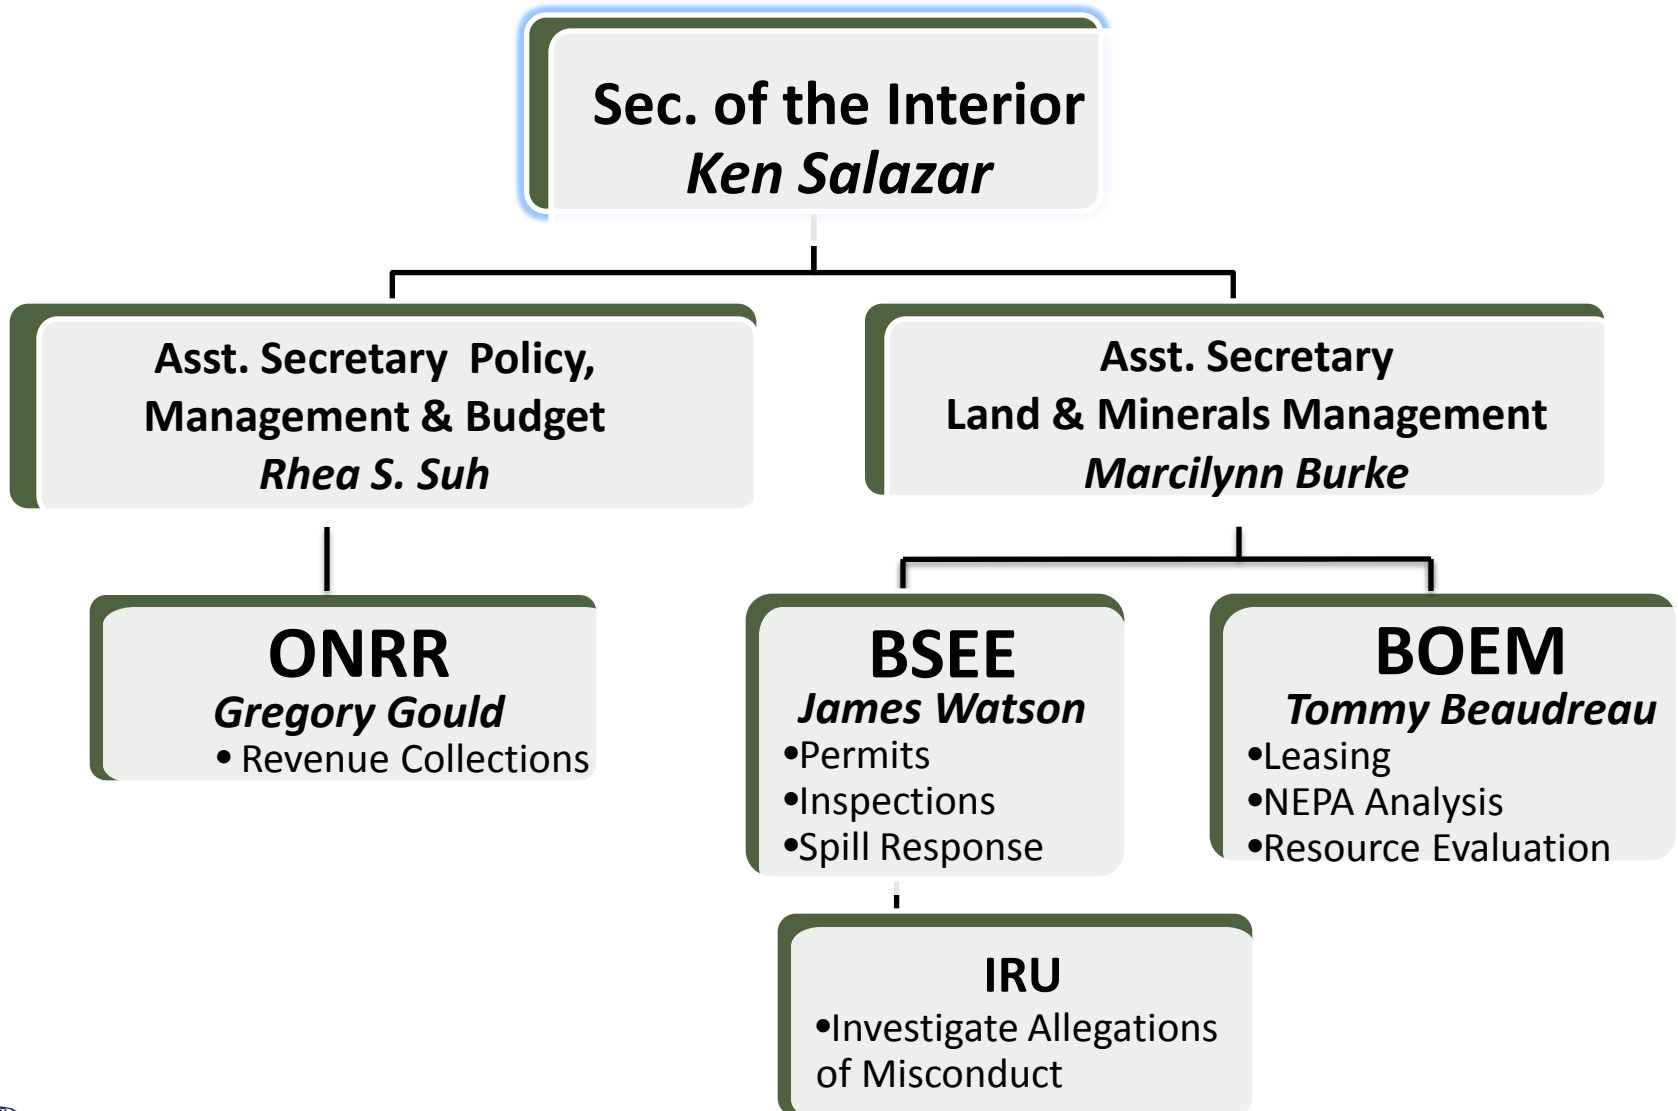 Sec. of the Interior
Ken Salazar
Asst. Secretary  Policy,
Management & Budget
Rhea S. Suh
Asst. Secretary
Land & Minerals Management
Marcilynn Burke
ONRR
Gregory Gould
• Revenue Collections
BSEE
James Watson
•Permits
•Inspections
•Spill Response
BOEM
Tommy Beaudreau
•Leasing
•NEPA Analysis
•Resource Evaluation
IRU
•Investigate Allegations
of Misconduct